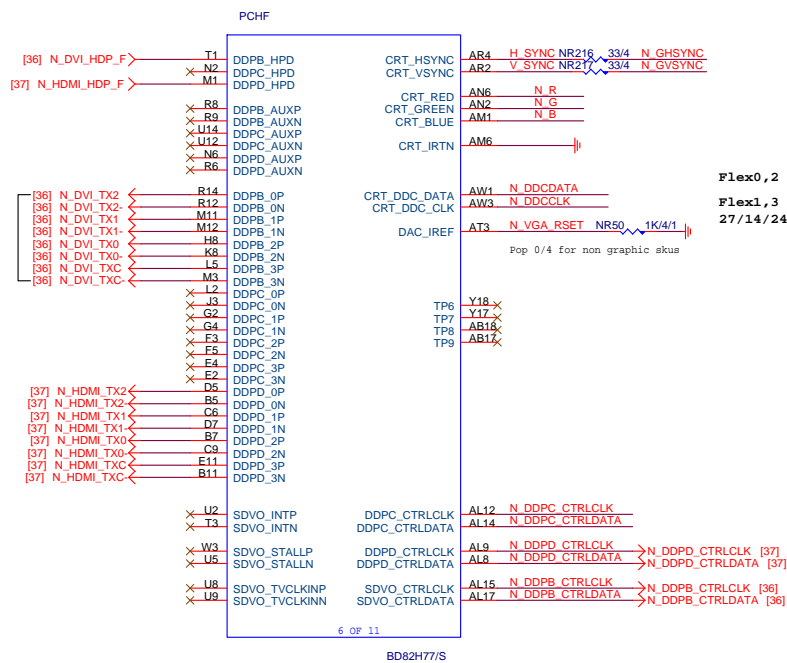 PCHF
[36] N_DVI_HDP_F T1 DDPB_HPD CRT_HSYNC AR4 H_SYNC NR216 33/4 N_GHSYNC
N2 DDPC_HPD CRT_VSYNC AR2 V_SYNC NR217 33/4 N_GVSYNC
[37] N_HDMI_HDP_F M1 DDPD_HPD
CRT_RED AN6 N_R
R8 DDPB_AUXP CRT_GREEN AN2 N_G
R9 DDPB_AUXN CRT_BLUE AM1 N_B
U14 DDPC_AUXP
U12 DDPC_AUXN CRT_IRTN AM6
N6 DDPD_AUXP
R6 DDPD_AUXN
Flex0,2
[36] N_DVI_TX2 R14 DDPB_0P CRT_DDC_DATA AW1 N_DDCDATA
[36] N_DVI_TX2- R12 DDPB_0N CRT_DDC_CLK AW3 N_DDCCLK Flex1,3
[36] N_DVI_TX1 M11 DDPB_1P 27/14/24
[36] N_DVI_TX1- M12 DDPB_1N DAC_IREF AT3 N_VGA_RSET NR50 1K/4/1
[36] N_DVI_TX0 H8 DDPB_2P
Pop 0/4 for non graphic skus
[36] N_DVI_TX0- K8 DDPB_2N
[36] N_DVI_TXC L5 DDPB_3P
[36] N_DVI_TXC- M3 DDPB_3N
L2 DDPC_0P
J3 DDPC_0N TP6 Y18
G2 DDPC_1P TP7 Y17
G4 DDPC_1N TP8 AB18
F3 DDPC_2P TP9 AB17
F5 DDPC_2N
E4 DDPC_3P
E2 DDPC_3N
[37] N_HDMI_TX2 D5 DDPD_0P
[37] N_HDMI_TX2- B5 DDPD_0N
[37] N_HDMI_TX1 C6 DDPD_1P
[37] N_HDMI_TX1- D7 DDPD_1N
[37] N_HDMI_TX0 B7 DDPD_2P
[37] N_HDMI_TX0- C9 DDPD_2N
[37] N_HDMI_TXC E11 DDPD_3P
[37] N_HDMI_TXC- B11 DDPD_3N
U2 SDVO_INTP DDPC_CTRLCLK AL12 N_DDPC_CTRLCLK
T3 SDVO_INTN DDPC_CTRLDATA AL14 N_DDPC_CTRLDATA
W3 SDVO_STALLP DDPD_CTRLCLK AL9 N_DDPD_CTRLCLK N_DDPD_CTRLCLK [37]
U5 SDVO_STALLN DDPD_CTRLDATA AL8 N_DDPD_CTRLDATA N_DDPD_CTRLDATA [37]
U8 SDVO_TVCLKINP SDVO_CTRLCLK AL15 N_DDPB_CTRLCLK N_DDPB_CTRLCLK [36]
U9 SDVO_TVCLKINN SDVO_CTRLDATA AL17 N_DDPB_CTRLDATA N_DDPB_CTRLDATA [36]
6 OF 11
BD82H77/S